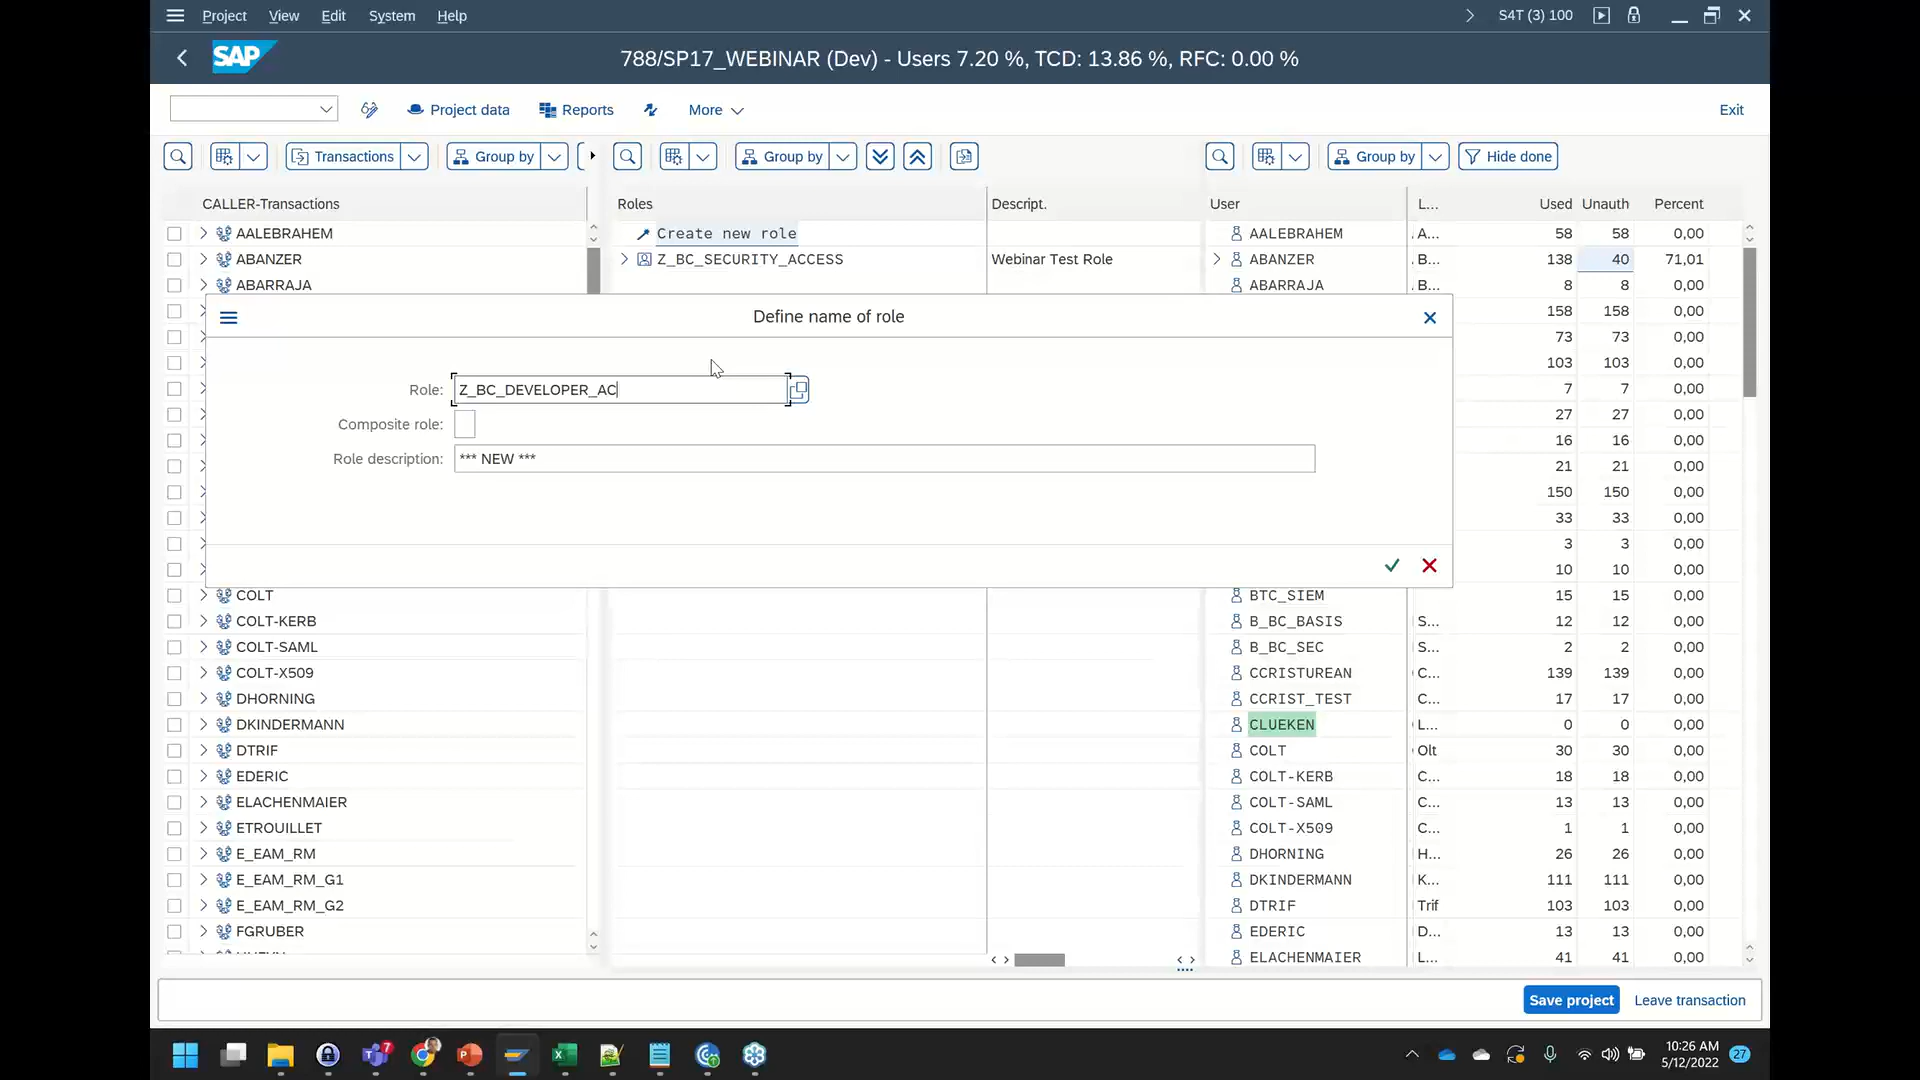 Project View Edit System Help S4T (3) 100
SAP 788/SP17_WEBINAR (Dev) - Users 7.20 %, TCD: 13.86 %, RFC: 0.00 %
Project data Reports More Exit
Transactions Group by Group by Group by Hide done
CALLER-Transactions Roles Descript. User L... Used Unauth Percent
AALEBRAHEM Create new role AALEBRAHEM A... 58 58 0,00
ABANZER Z_BC_SECURITY_ACCESS Webinar Test Role ABANZER B... 138 40 71,01
ABARRAJA ABARRAJA B... 8 8 0,00
158 158 0,00
Define name of role
73 73 0,00
103 103 0,00
Role: Z_BC_DEVELOPER_AC 7 7 0,00
27 27 0,00
Composite role:
16 16 0,00
Role description: *** NEW *** 21 21 0,00
150 150 0,00
33 33 0,00
3 3 0,00
10 10 0,00
COLT BTC_SIEM 15 15 0,00
COLT-KERB B_BC_BASIS S... 12 12 0,00
COLT-SAML B_BC_SEC S... 2 2 0,00
COLT-X509 CCRISTUREAN C... 139 139 0,00
DHORNING CCRIST_TEST C... 17 17 0,00
DKINDERMANN CLUEKEN L... 0 0 0,00
DTRIF COLT Olt 30 30 0,00
EDERIC COLT-KERB C... 18 18 0,00
ELACHENMAIER COLT-SAML C... 13 13 0,00
ETROUILLET COLT-X509 C... 1 1 0,00
E_EAM_RM DHORNING H... 26 26 0,00
E_EAM_RM_G1 DKINDERMANN K... 111 111 0,00
E_EAM_RM_G2 DTRIF Trif 103 103 0,00
FGRUBER EDERIC D... 13 13 0,00
ELACHENMAIER L... 41 41 0,00
Save project Leave transaction
7 10:26 AM
5/12/2022 27